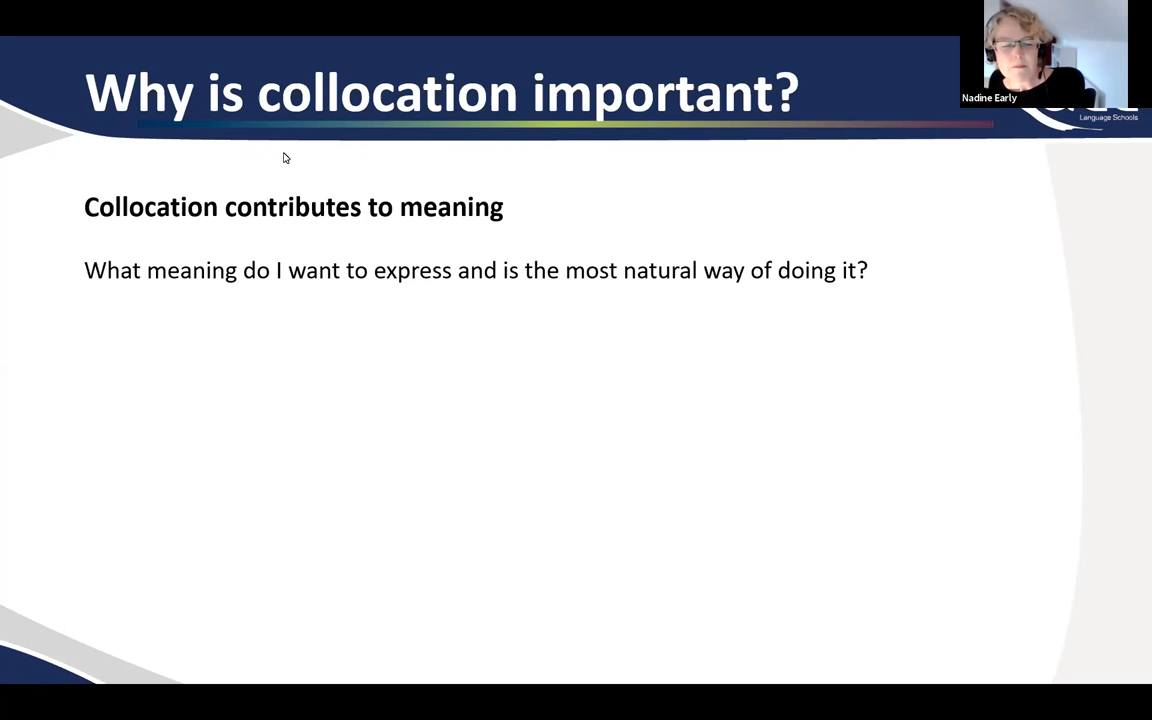 Why is collocation important?
Nadine Early
Language Schools
Collocation contributes to meaning
What meaning do I want to express and is the most natural way of doing it?